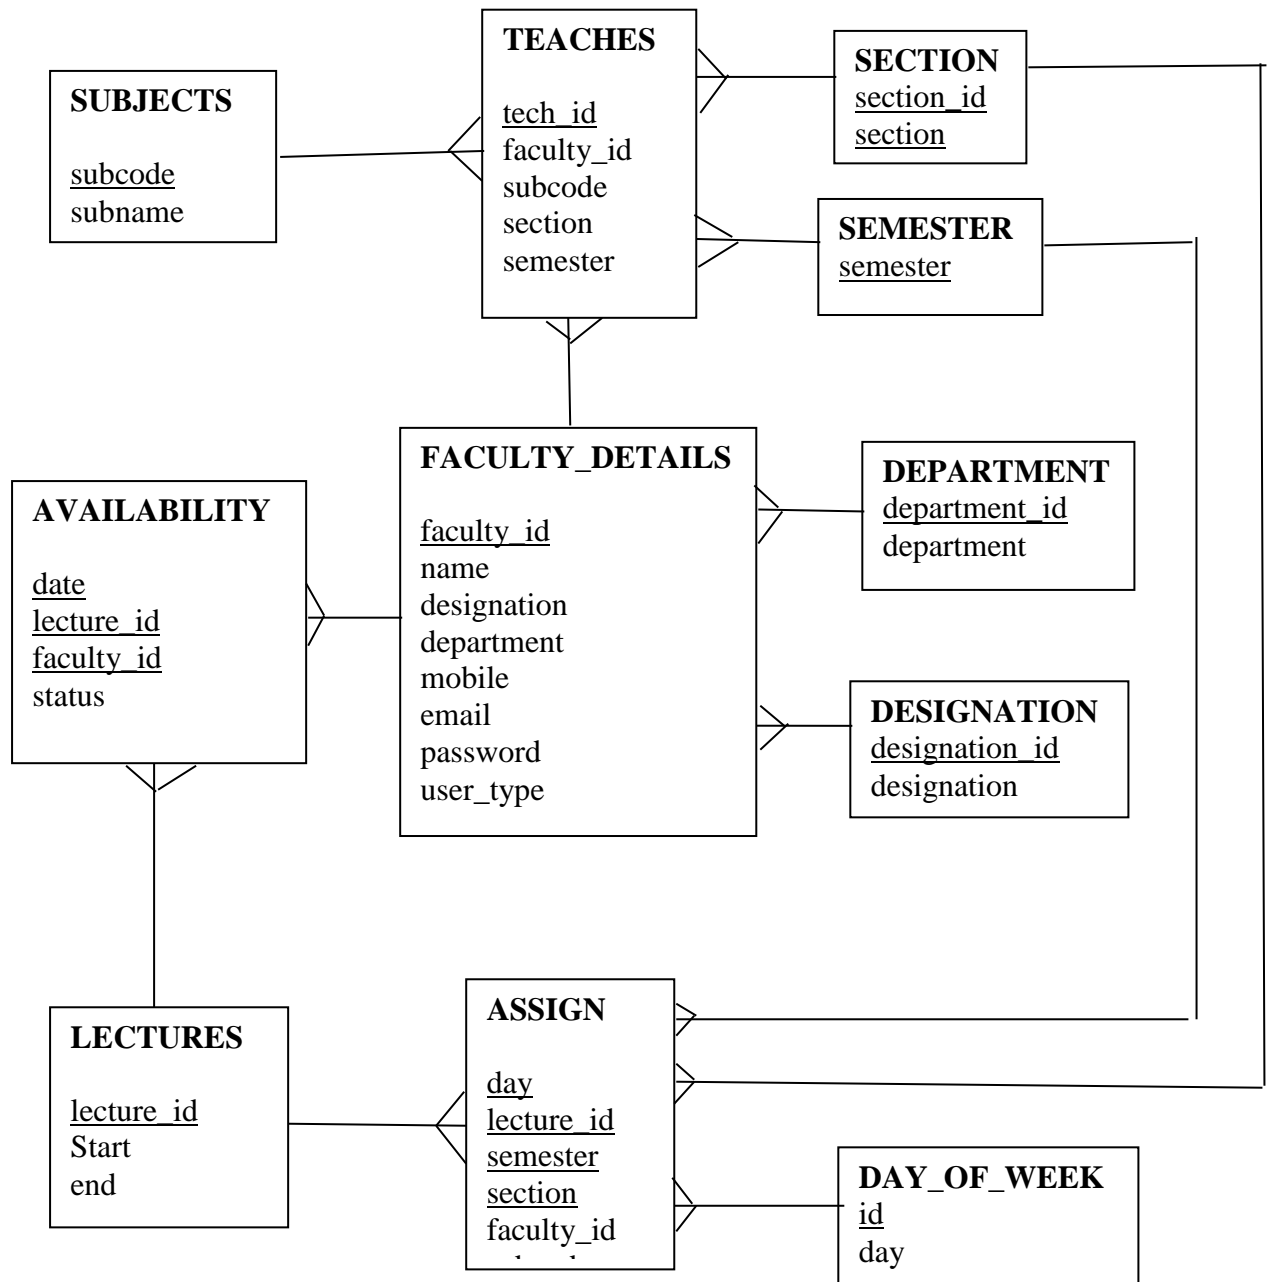 TEACHES
tech_id
faculty_id
subcode
section
semester
SECTION
section_id
section
SUBJECTS
subcode
subname
SEMESTER
semester
FACULTY_DETAILS
faculty_id
name
designation
department
mobile
email
password
user_type
DEPARTMENT
department_id
department
AVAILABILITY
date
lecture_id
faculty_id
status
DESIGNATION
designation_id
designation
LECTURES
lecture_id
Start
end
ASSIGN
day
lecture_id
semester
section
faculty_id
DAY_OF_WEEK
id
day